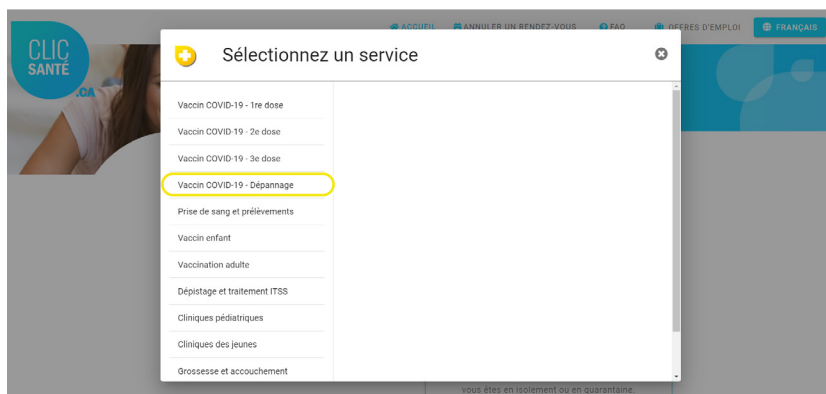 ACCUEIL ANNULER UN RENDEZ-VOUS FAQ OFFRES D'EMPLOI FRANÇAIS
CLIC
SANTÉ
.CA
Sélectionnez un service
Vaccin COVID-19 - 1re dose
Vaccin COVID-19 - 2e dose
Vaccin COVID-19 - 3e dose
Vaccin COVID-19 - Dépannage
Prise de sang et prélèvements
Vaccin enfant
Vaccination adulte
Dépistage et traitement ITSS
Cliniques pédiatriques
Cliniques des jeunes
Grossesse et accouchement
vous êtes en isolement ou en quarantaine.